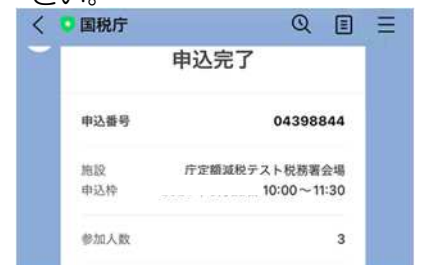 さい。
国税庁
申込完了
申込番号 04398844
施設 庁定額減税テスト税務署会場
申込枠 10:00～11:30
参加人数 3